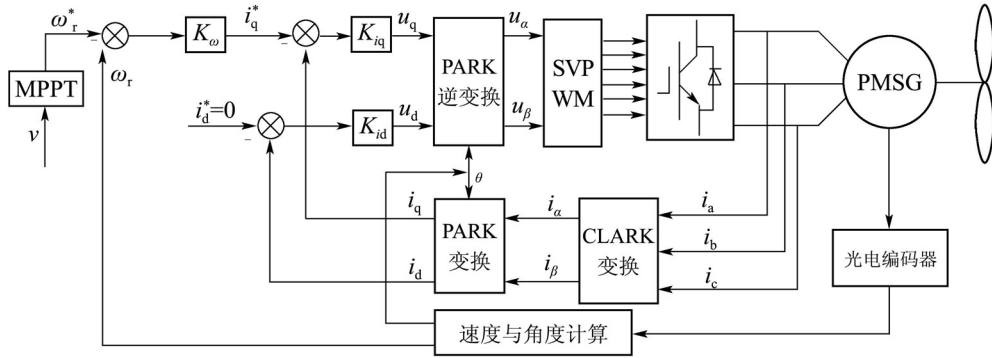 ω*r
i*q
uq
uα
−
Kω
−
Kiq
ωr
MPPT
PARK
逆变换
SVP
WM
PMSG
i*d=0
ud
uβ
Kid
−
v
θ
iq
iα
ia
PARK
变换
CLARK
变换
ib
光电编码器
id
iβ
ic
速度与角度计算